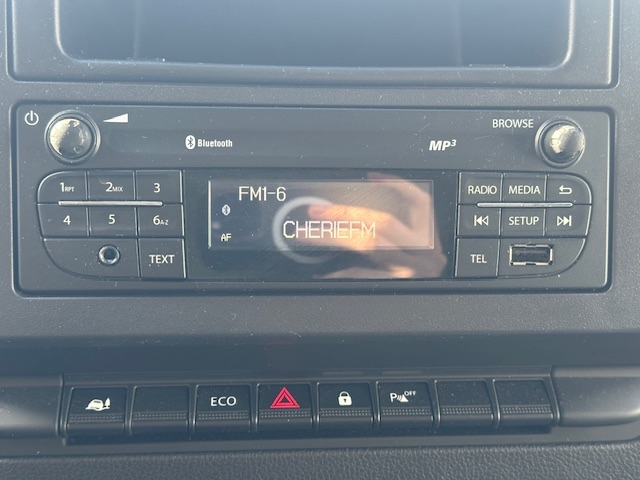 BROWSE
Bluetooth
MP3
1RPT 2MIX 3
FM1-6
RADIO MEDIA
4 5 6A-Z
CHERIEFM
SETUP
AF
TEXT
TEL
ECO
P OFF